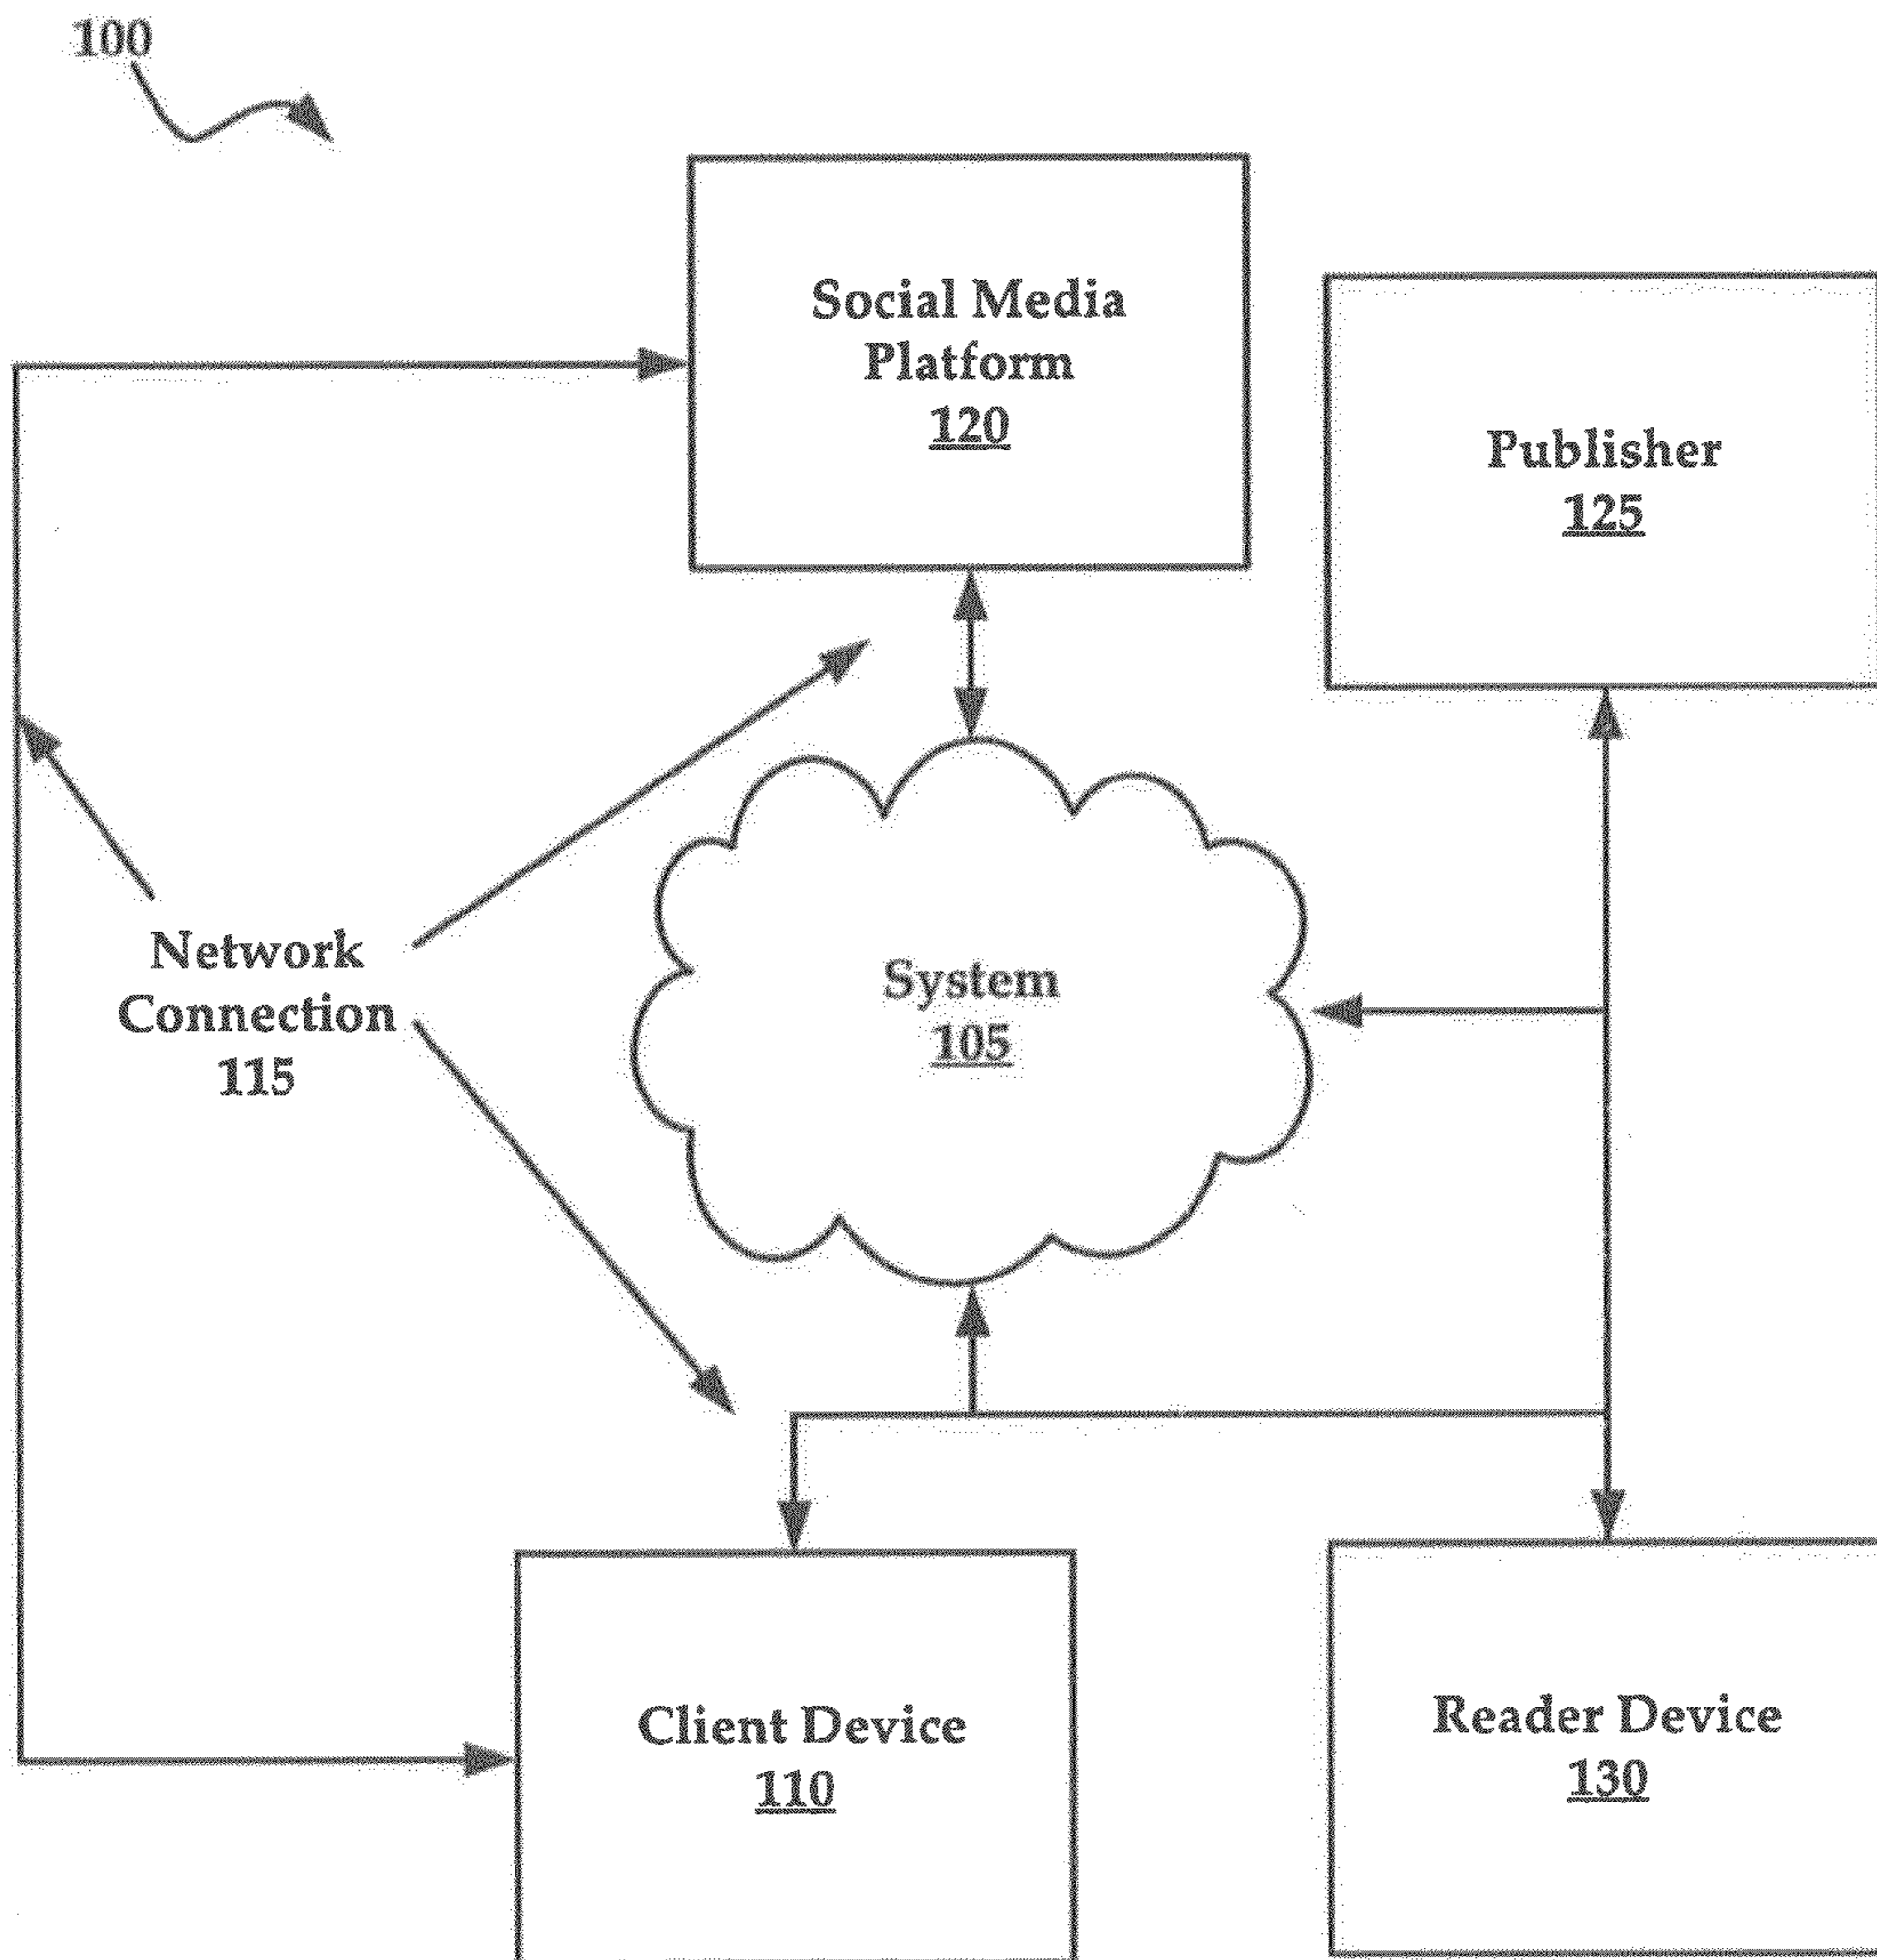 100
Social Media
Platform
120
Publisher
125
Network
Connection
115
System
105
Client Device
110
Reader Device
130